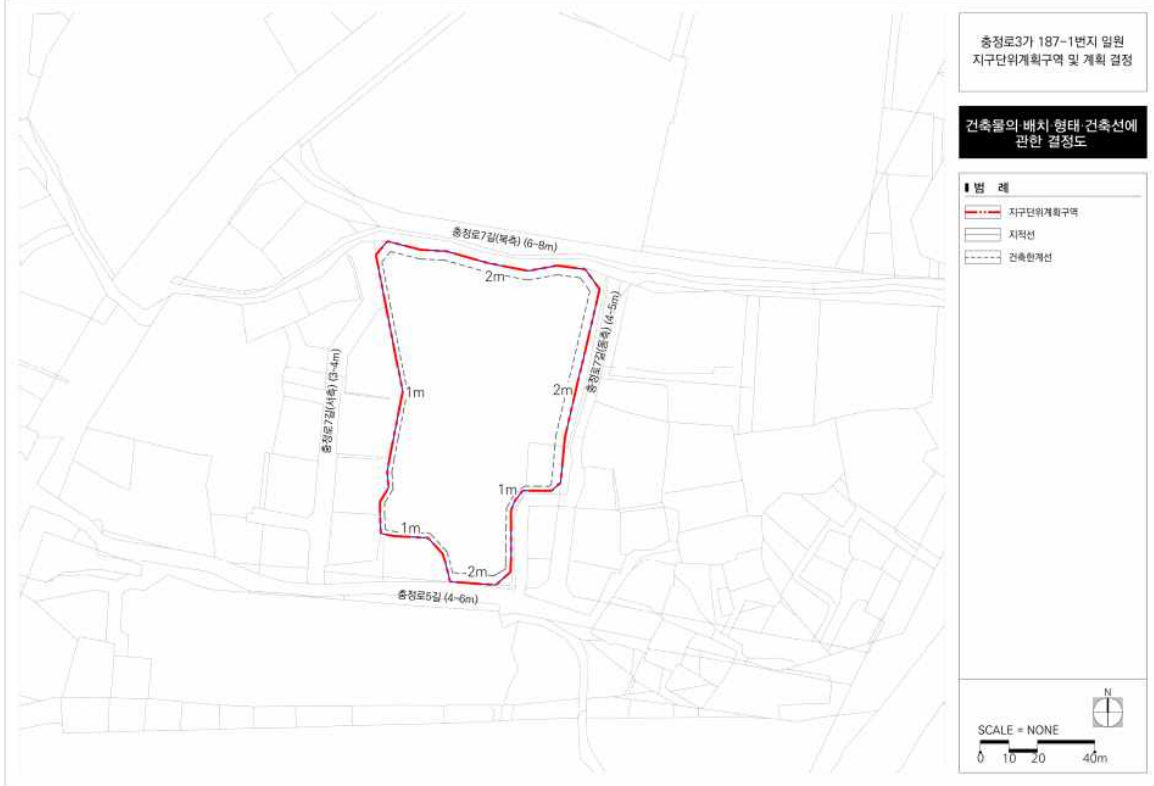 충정로3가 187-1번지 일원
지구단위계획구역 및 계획 결정
건축물의·배치·형태·건축선에
관한 결정도
범 례
지구단위계획구역
지적선
건축한계선
충정로7길(북측) (6~8m)
2m
충정로7길(동측) (4~5m)
충정로7길(서측) (3~4m)
1m
2m
1m
1m
2m
충정로5길 (4~6m)
N
SCALE = NONE
0 10 20 40m